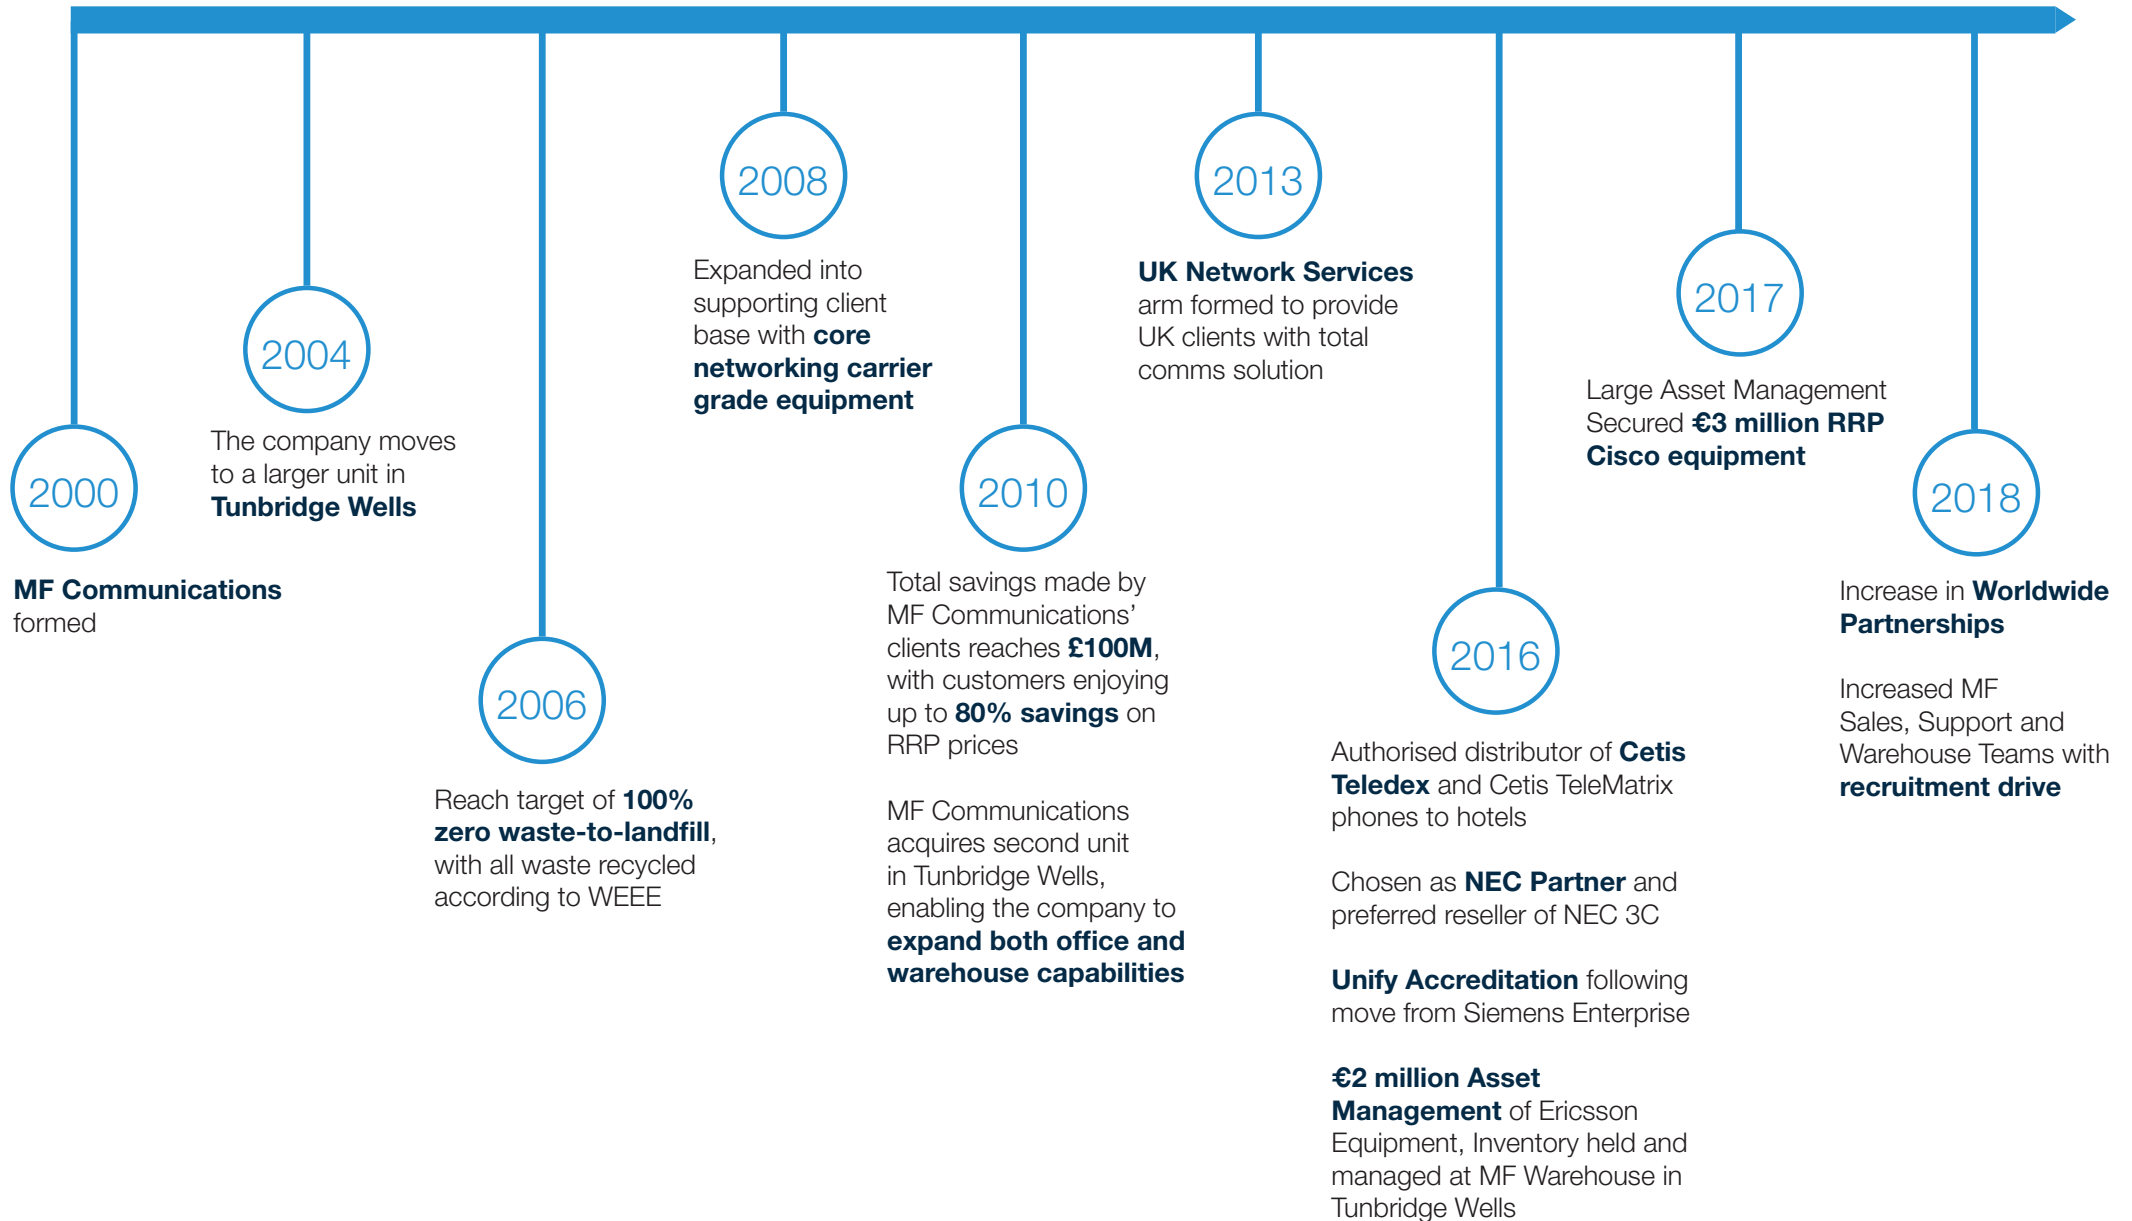 2000
MF Communications
formed
2004
The company moves
to a larger unit in
Tunbridge Wells
2006
Reach target of 100%
zero waste-to-landfill,
with all waste recycled
according to WEEE
2008
Expanded into
supporting client
base with core
networking carrier
grade equipment
2010
Total savings made by
MF Communications’
clients reaches £100M,
with customers enjoying
up to 80% savings on
RRP prices
MF Communications
acquires second unit
in Tunbridge Wells,
enabling the company to
expand both office and
warehouse capabilities
2013
UK Network Services
arm formed to provide
UK clients with total
comms solution
2016
Authorised distributor of Cetis
Teledex and Cetis TeleMatrix
phones to hotels
Chosen as NEC Partner and
preferred reseller of NEC 3C
Unify Accreditation following
move from Siemens Enterprise
€2 million Asset
Management of Ericsson
Equipment, Inventory held and
managed at MF Warehouse in
Tunbridge Wells
2017
Large Asset Management
Secured €3 million RRP
Cisco equipment
2018
Increase in Worldwide
Partnerships
Increased MF
Sales, Support and
Warehouse Teams with
recruitment drive